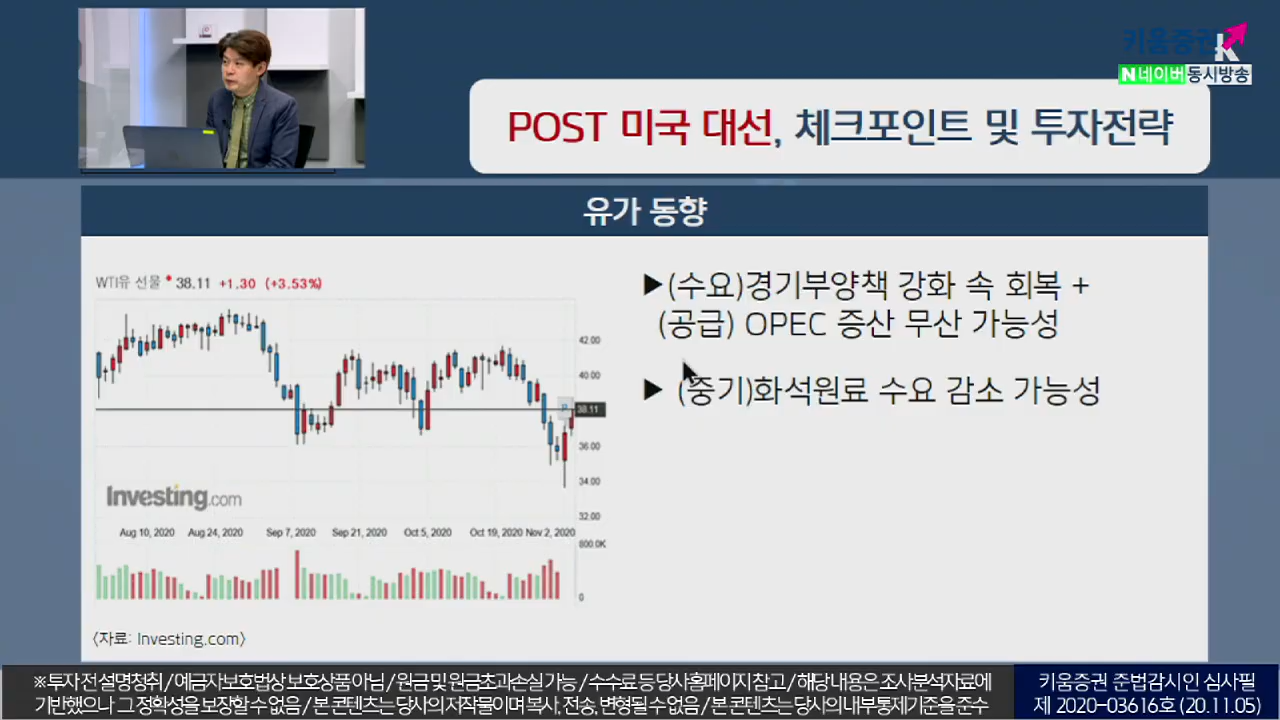 키움증권
N 네이버 동시방송
POST 미국 대선, 체크포인트 및 투자전략
유가 동향
WTI유 선물 38.11 +1.30 (+3.53%)
▶(수요)경기부양책 강화 속 회복 +
(공급) OPEC 증산 무산 가능성
▶ (중기)화석원료 수요 감소 가능성
42.00
40.00
38.11
36.00
34.00
32.00
Investing.com
Aug 10, 2020 Aug 24, 2020 Sep 7, 2020 Sep 21, 2020 Oct 5, 2020 Oct 19, 2020 Nov 2, 2020
800.0K
0
〈자료: Investing.com〉
※ 투자 전 설명청취 / 예금자보호법상 보호상품 아님 / 원금 및 원금초과손실 가능 / 수수료 등 당사 홈페이지 참고 / 해당 내용은 조사분석자료에
기반했으나 그 정확성을 보장할 수 없음 / 본 콘텐츠는 당사의 저작물이며 복사, 전송, 변형될 수 없음 / 본 콘텐츠는 당사의 내부통제기준을 준수
키움증권 준법감시인 심사필
제 2020-03616호 (20.11.05)